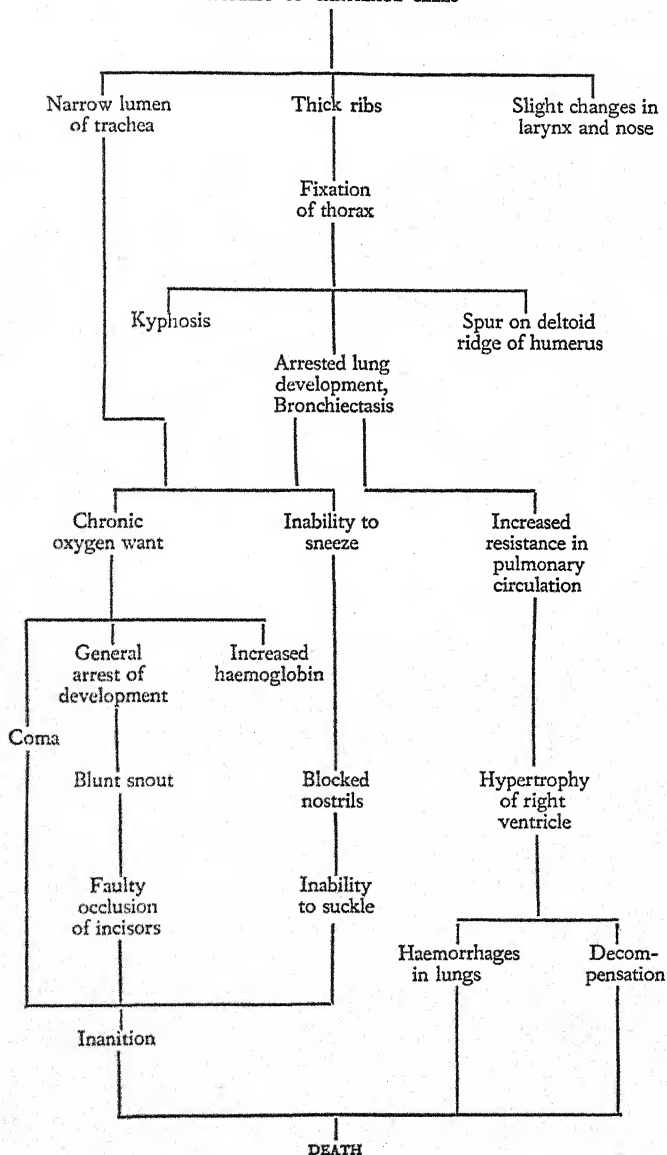 Narrow lumen
of trachea
Thick ribs
Slight changes in
larynx and nose
Fixation
of thorax
Kyphosis
Spur on deltoid
ridge of humerus
Arrested lung
development,
Bronchiectasis
Chronic
oxygen want
Inability to
sneeze
Increased
resistance in
pulmonary
circulation
General
arrest of
development
Increased
haemoglobin
Coma
Blunt snout
Blocked
nostrils
Hypertrophy
of right
ventricle
Faulty
occlusion
of incisors
Inability
to suckle
Haemorrhages
in lungs
Decom-
pensation
Inanition
DEATH